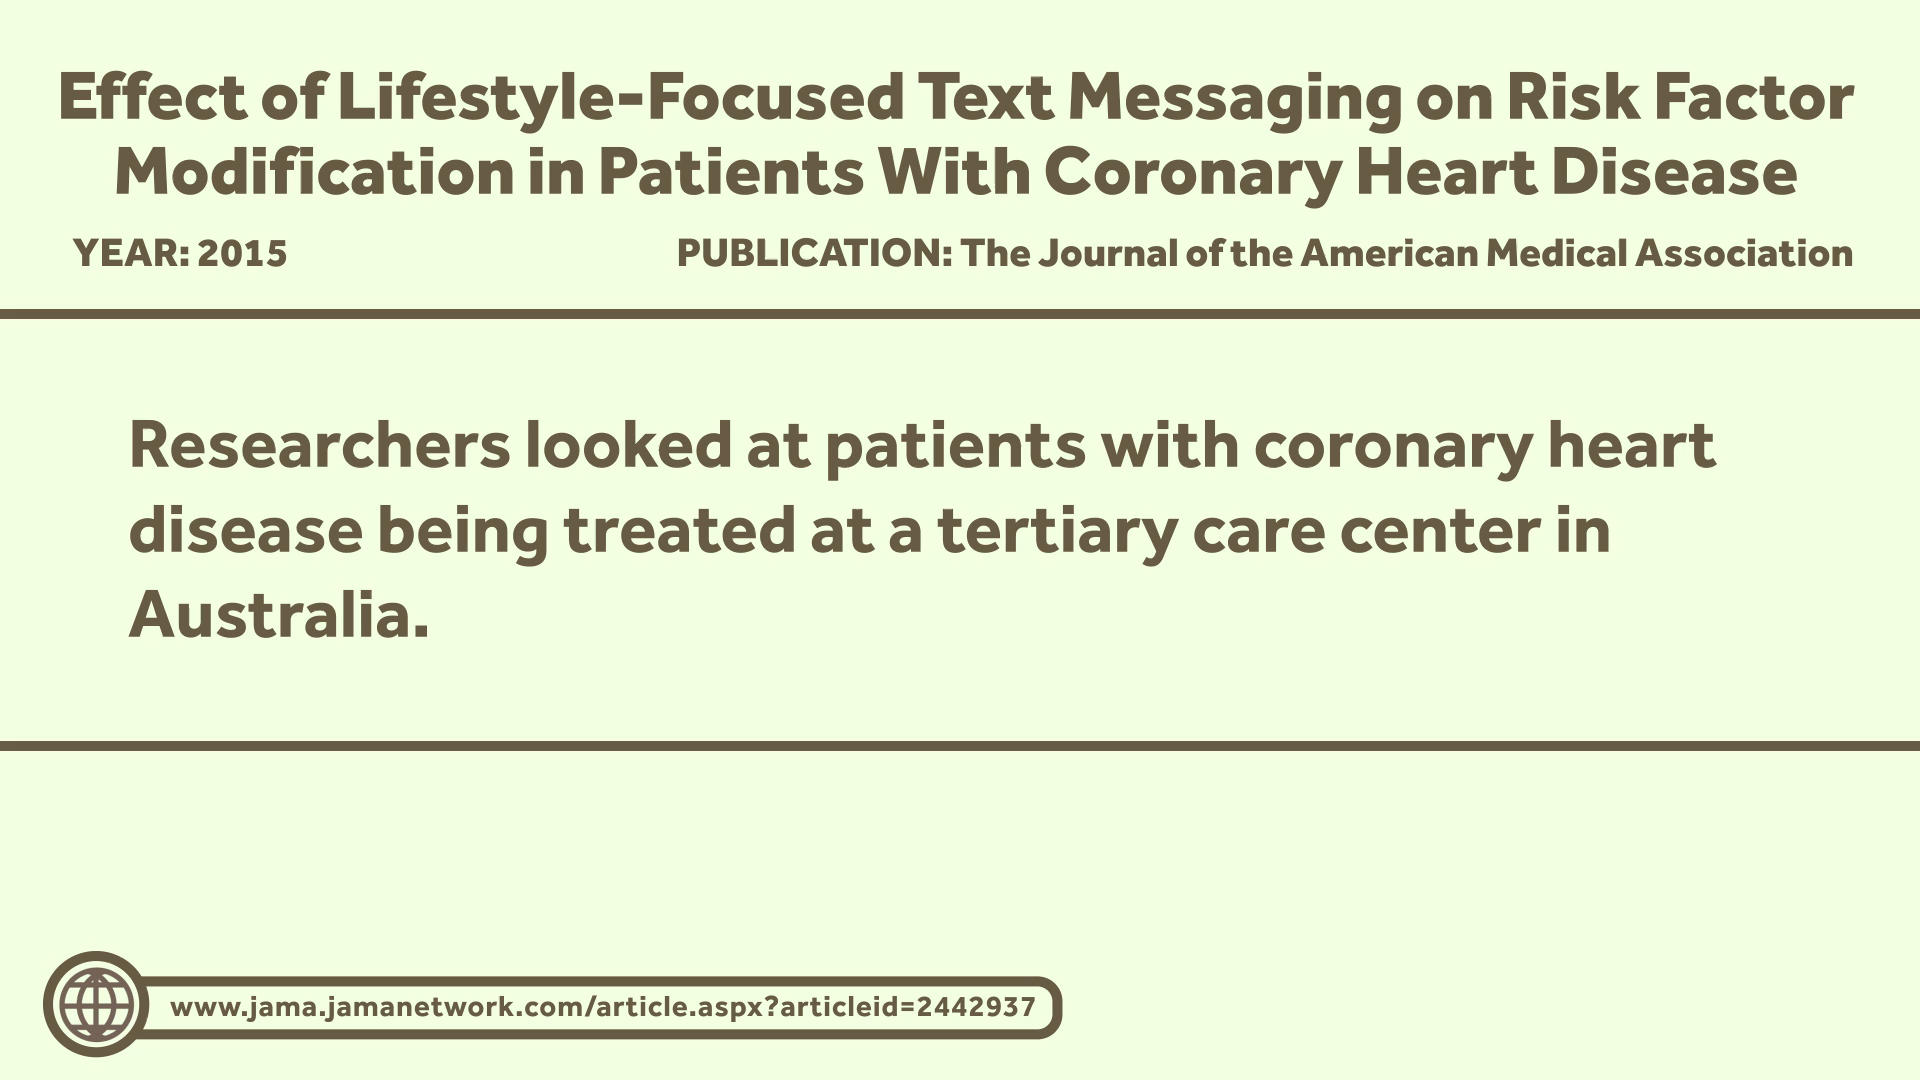 Effect of Lifestyle-Focused Text Messaging on Risk Factor
Modification in Patients With Coronary Heart Disease
YEAR: 2015 PUBLICATION: The Journal of the American Medical Association
Researchers looked at patients with coronary heart
disease being treated at a tertiary care center in
Australia.
www.jama.jamanetwork.com/article.aspx?articleid=2442937